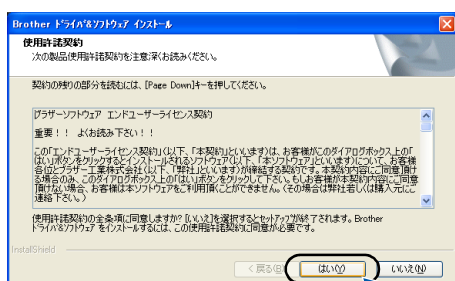 Brother ドライバ&ソフトウェア インストール
使用許諾契約
次の製品使用許諾契約を注意深くお読みください。
契約の残りの部分を読むには、[Page Down]キーを押してください。
ブラザーソフトウェア エンドユーザーライセンス契約
重要!! よくお読み下さい!!
この「エンドユーザーライセンス契約」(以下、「本契約」といいます)は、お客様がこのダイアログボックス上の「
はい」ボタンをクリックするとインストールされるソフトウェア(以下、「本ソフトウェア」といいます)について、お客様
各位とブラザー工業株式会社(以下、「弊社」といいます)が締結する契約です。本契約内容にご同意頂け
る場合のみ、このダイアログボックス上の「はい」ボタンをクリックして下さい。もしお客様が本契約内容にご同意
頂けない場合、お客様は本ソフトウェアをご利用頂くことができません。(その場合は弊社若しくは購入元にご
連絡下さい。)
使用許諾契約の全条項に同意しますか? [いいえ]を選択するとセットアップが終了されます。Brother
ドライバ&ソフトウェア をインストールするには、この使用許諾契約に同意が必要です。
InstallShield
< 戻る(B) はい(Y) いいえ(N)